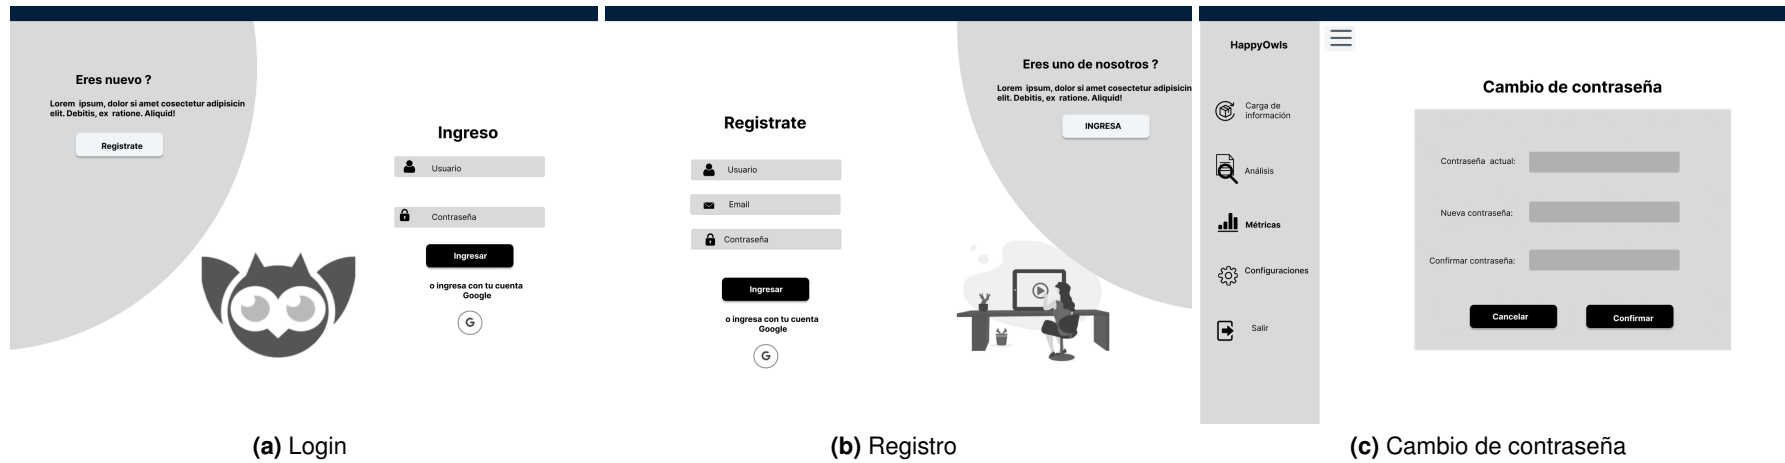 Eres nuevo ?
Lorem ipsum, dolor si amet cosectetur adipisicin
elit. Debitis, ex ratione. Aliquid!
Registrate
Ingreso
Usuario
Contraseña
Ingresar
o ingresa con tu cuenta
Google
G
(a) Login
Registrate
Usuario
Email
Contraseña
Ingresar
o ingresa con tu cuenta
Google
G
Eres uno de nosotros ?
Lorem ipsum, dolor si amet cosectetur adipisicin
elit. Debitis, ex ratione. Aliquid!
INGRESA
(b) Registro
HappyOwls
Carga de
información
Análisis
Métricas
Configuraciones
Salir
Cambio de contraseña
Contraseña actual:
Nueva contraseña:
Confirmar contraseña:
Cancelar
Confirmar
(c) Cambio de contraseña